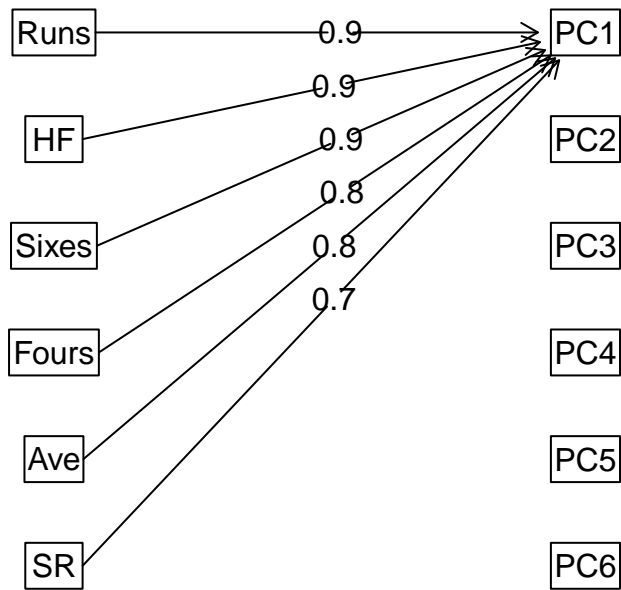 Runs 0.9 PC1
0.9
HF PC2
0.9
0.8
Sixes 0.8 PC3
0.7
Fours PC4
Ave PC5
SR PC6